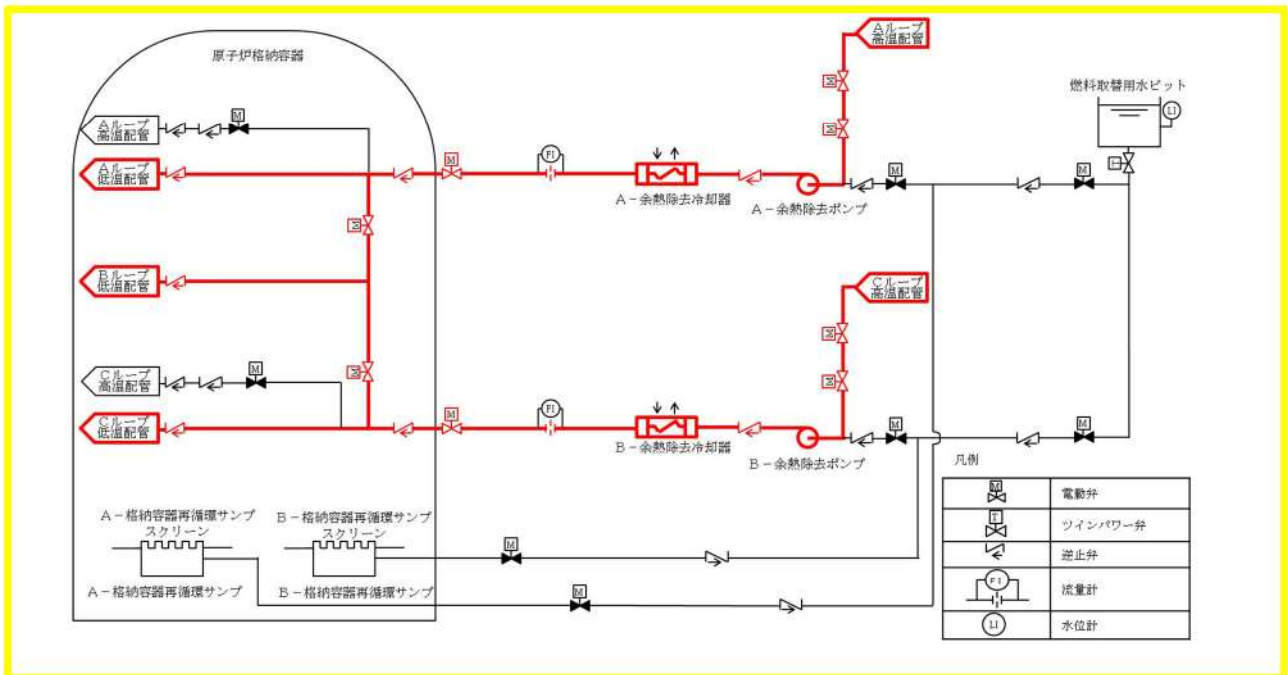 原子炉格納容器
Aループ
高温配管
燃料取替用水ピット
LI
M
M
T
Aループ
高温配管
M
Aループ
低温配管
M
FI
A-余熱除去冷却器
A-余熱除去ポンプ
M
M
M
Bループ
低温配管
Cループ
高温配管
M
M
Cループ
高温配管
M
M
Cループ
低温配管
M
FI
B-余熱除去冷却器
B-余熱除去ポンプ
M
M
A-格納容器再循環サンプ
スクリーン
B-格納容器再循環サンプ
スクリーン
M
A-格納容器再循環サンプ
B-格納容器再循環サンプ
M
凡例
M
電動弁
T
ツインパワー弁
逆止弁
FI
流量計
LI
水位計